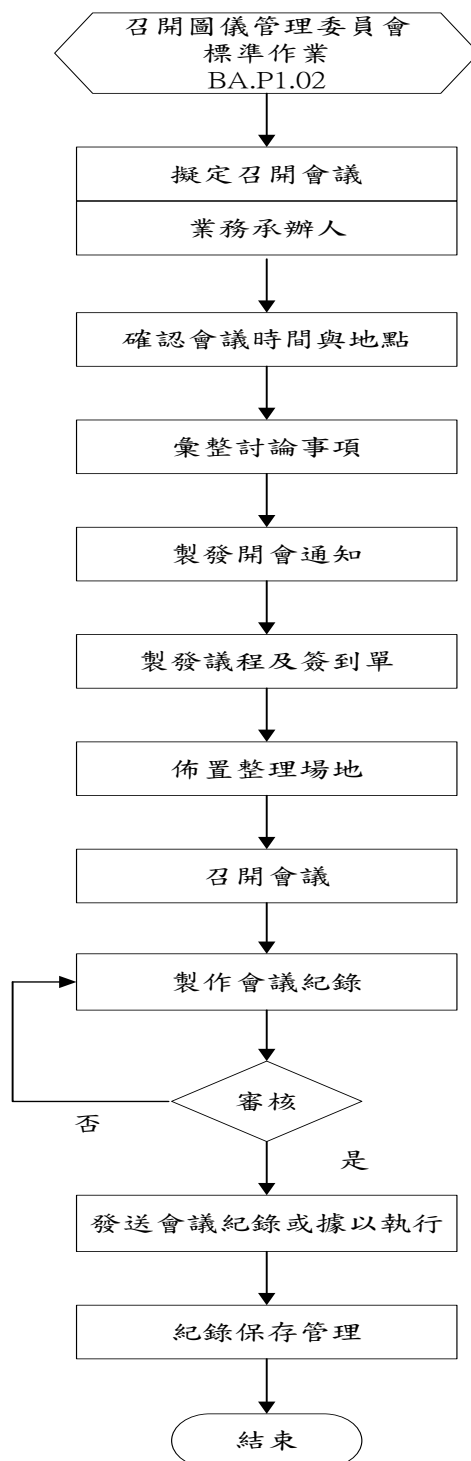 召開圖儀管理委員會
標準作業
BA.P1.02
擬定召開會議
業務承辦人
確認會議時間與地點
彙整討論事項
製發開會通知
製發議程及簽到單
佈置整理場地
召開會議
製作會議紀錄
審核
否
是
發送會議紀錄或據以執行
紀錄保存管理
結束